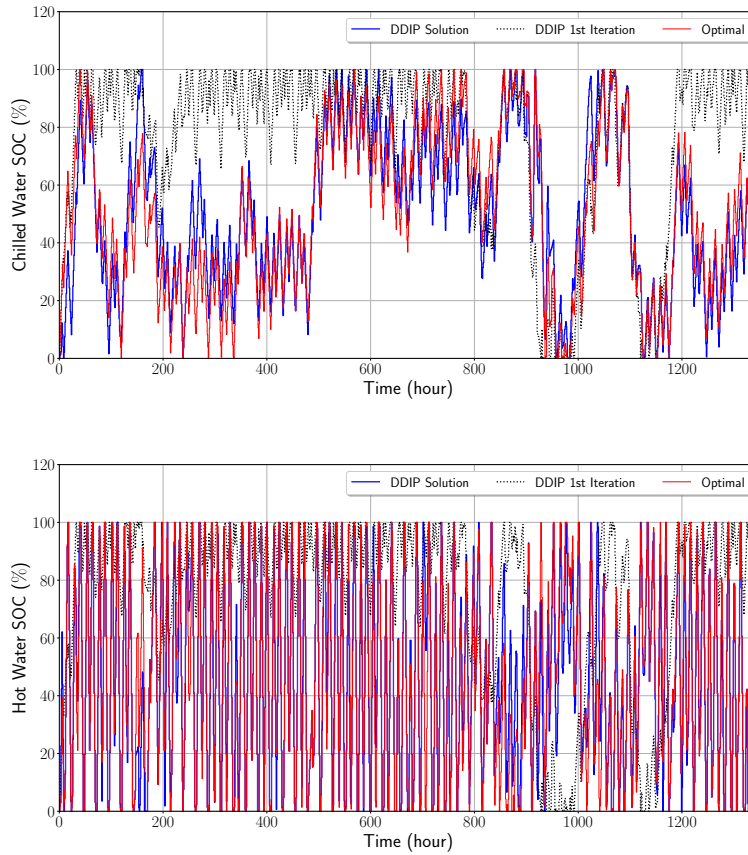 120
DDIP Solution DDIP 1st Iteration Optimal
100
80
60
40
20
0
Chilled Water SOC (%)
0 200 400 600 800 1000 1200
Time (hour)
120
DDIP Solution DDIP 1st Iteration Optimal
100
80
60
40
20
0
Hot Water SOC (%)
0 200 400 600 800 1000 1200
Time (hour)